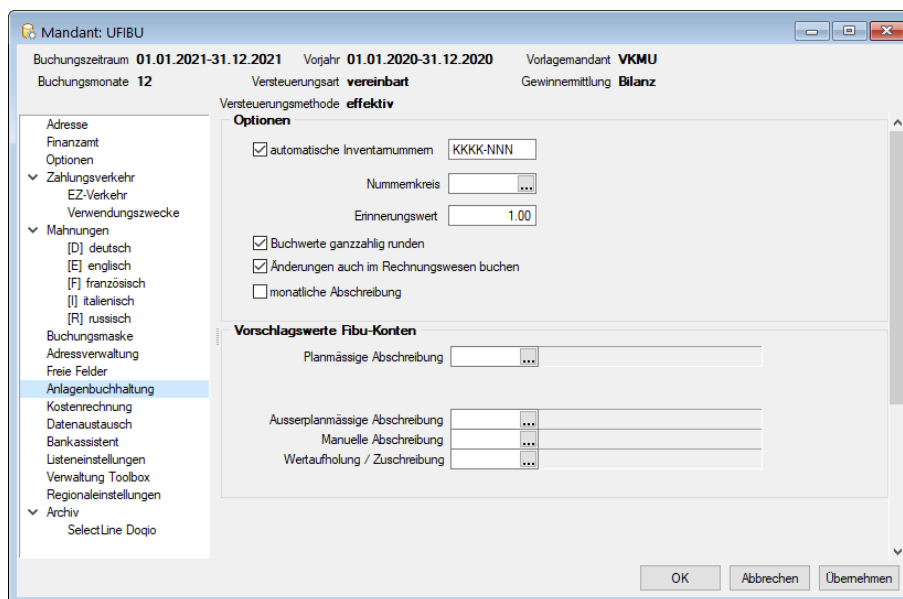 Mandant: UFIBU
Buchungszeitraum 01.01.2021-31.12.2021 Vorjahr 01.01.2020-31.12.2020 Vorlagemandant VKMU
Buchungsmonate 12 Versteuerungsart vereinbart Gewinnermittlung Bilanz
Versteuerungsmethode effektiv
Adresse
Finanzamt
Optionen
Zahlungsverkehr
EZ-Verkehr
Verwendungszwecke
Mahnungen
[D] deutsch
[E] englisch
[F] französisch
[I] italienisch
[R] russisch
Buchungsmaske
Adressverwaltung
Freie Felder
Anlagenbuchhaltung
Kostenrechnung
Datenaustausch
Bankassistent
Listeneinstellungen
Verwaltung Toolbox
Regionaleinstellungen
Archiv
SelectLine Doqio
Optionen
automatische Inventarnummern KKKK-NNN
Nummernkreis ...
Erinnerungswert 1.00
Buchwerte ganzzahlig runden
Änderungen auch im Rechnungswesen buchen
monatliche Abschreibung
Vorschlagswerte Fibu-Konten
Planmässige Abschreibung ...
Ausserplanmässige Abschreibung ...
Manuelle Abschreibung ...
Wertaufholung / Zuschreibung ...
OK Abbrechen Übernehmen